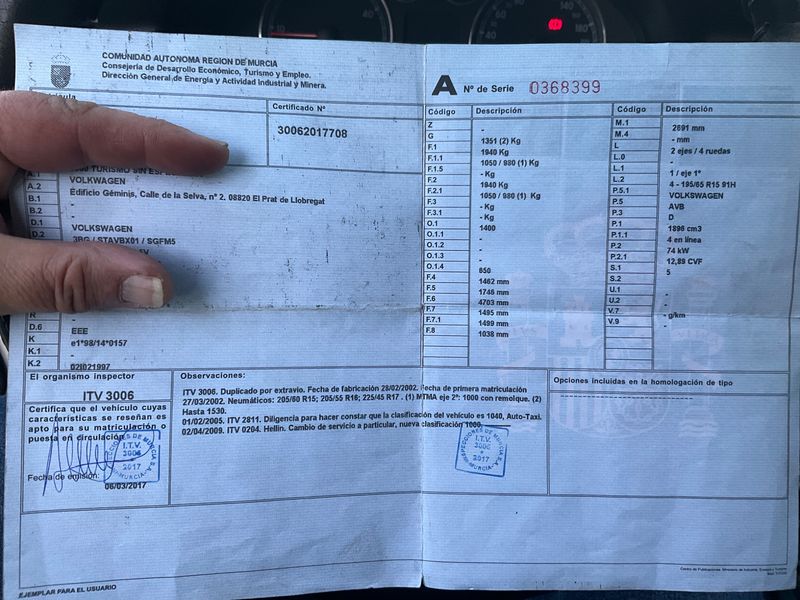 COMUNIDAD AUTONOMA REGION DE MURCIA
Consejería de Desarrollo Económico, Turismo y Empleo.
Dirección General de Energía y Actividad Industrial y Minera.
A Nº de Serie 0368399
Certificado Nº
30062017708
A.1 TURISMO SIN
A.2 VOLKWAGEN
B.1 Edificio Géminis, Calle de la Selva, nº 2. 08820 El Prat de Llobregat
B.2 -
D.1 VOLKSWAGEN
D.2 3BG / STAVBX01 / SGFM5
R -
D.6 EEE
K e1*98/14*0157
K.1 -
K.2 02I021997
Código Descripción
Z -
G 1351 (2) Kg
F.1 1940 Kg
F.1.1 1050 / 980 (1) Kg
F.1.5 - Kg
F.2 1940 Kg
F.2.1 1050 / 980 (1) Kg
F.3 - Kg
F.3.1 - Kg
O.1 1400
O.1.1 -
O.1.2 -
O.1.3 -
O.1.4 650
F.4 1462 mm
F.5 1746 mm
F.6 4703 mm
F.7 1495 mm
F.7.1 1499 mm
F.8 1038 mm
Código Descripción
M.1 2691 mm
M.4 - mm
L 2 ejes / 4 ruedas
L.0 -
L.1 1 / eje 1º
L.2 4 - 195/65 R15 91H
P.5.1 VOLKSWAGEN
P.5 AVB
P.3 D
P.1 1896 cm3
P.1.1 4 en línea
P.2 74 kW
P.2.1 12,89 CVF
S.1 5
S.2
U.1 -
U.2 -
V.7 - g/km
V.9 -
El organismo inspector
ITV 3006
Certifica que el vehículo cuyas
características se reseñan es
apto para su matriculación o
puesta en circulación
Fecha de emisión:
06/03/2017
I.T.V.
3006
2017
MURCIA
Observaciones:
ITV 3006. Duplicado por extravio. Fecha de fabricación 28/02/2002. Fecha de primera matriculación
27/03/2002. Neumáticos: 205/60 R15; 205/55 R16; 225/45 R17 . (1) MTMA eje 2º: 1000 con remolque. (2)
Hasta 1530.
01/02/2005. ITV 2811. Diligencia para hacer constar que la clasificación del vehículo es 1040, Auto-Taxi.
02/04/2009. ITV 0204. Hellín. Cambio de servicio a particular, nueva clasificación 1000.
I.T.V.
3006
2017
MURCIA
Opciones incluidas en la homologación de tipo
EJEMPLAR PARA EL USUARIO